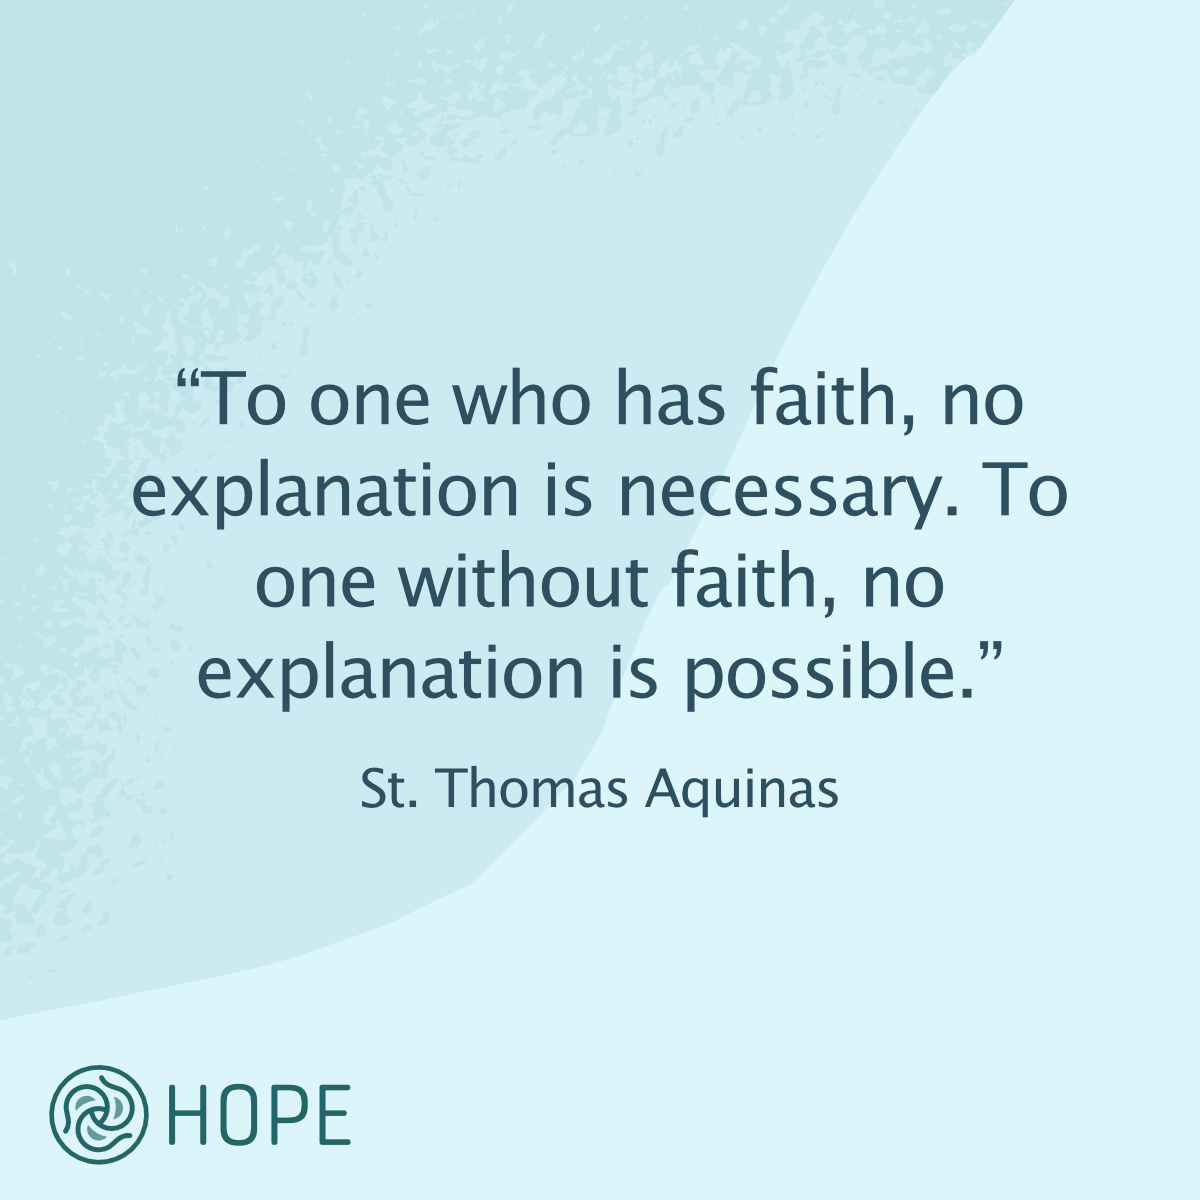 “To one who has faith, no
explanation is necessary. To
one without faith, no
explanation is possible.”
St. Thomas Aquinas
HOPE